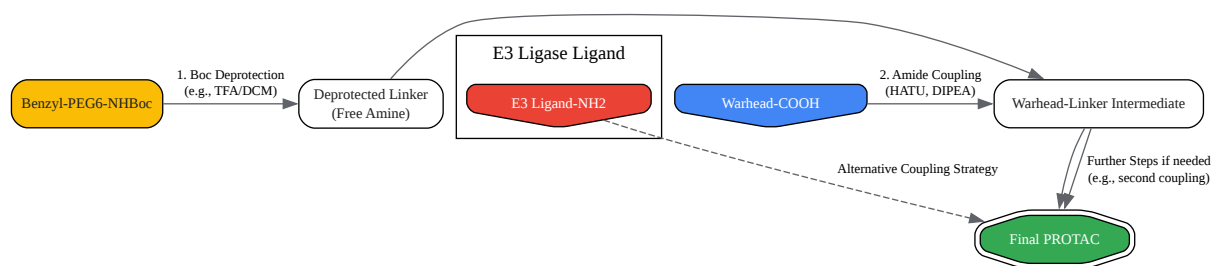 E3 Ligase Ligand
1. Boc Deprotection
(e.g., TFA/DCM)
2. Amide Coupling
(HATU, DIPEA)
Benzyl-PEG6-NHBoc
Deprotected Linker
(Free Amine)
E3 Ligand-NH2
Warhead-COOH
Warhead-Linker Intermediate
Alternative Coupling Strategy
Further Steps if needed
(e.g., second coupling)
Final PROTAC